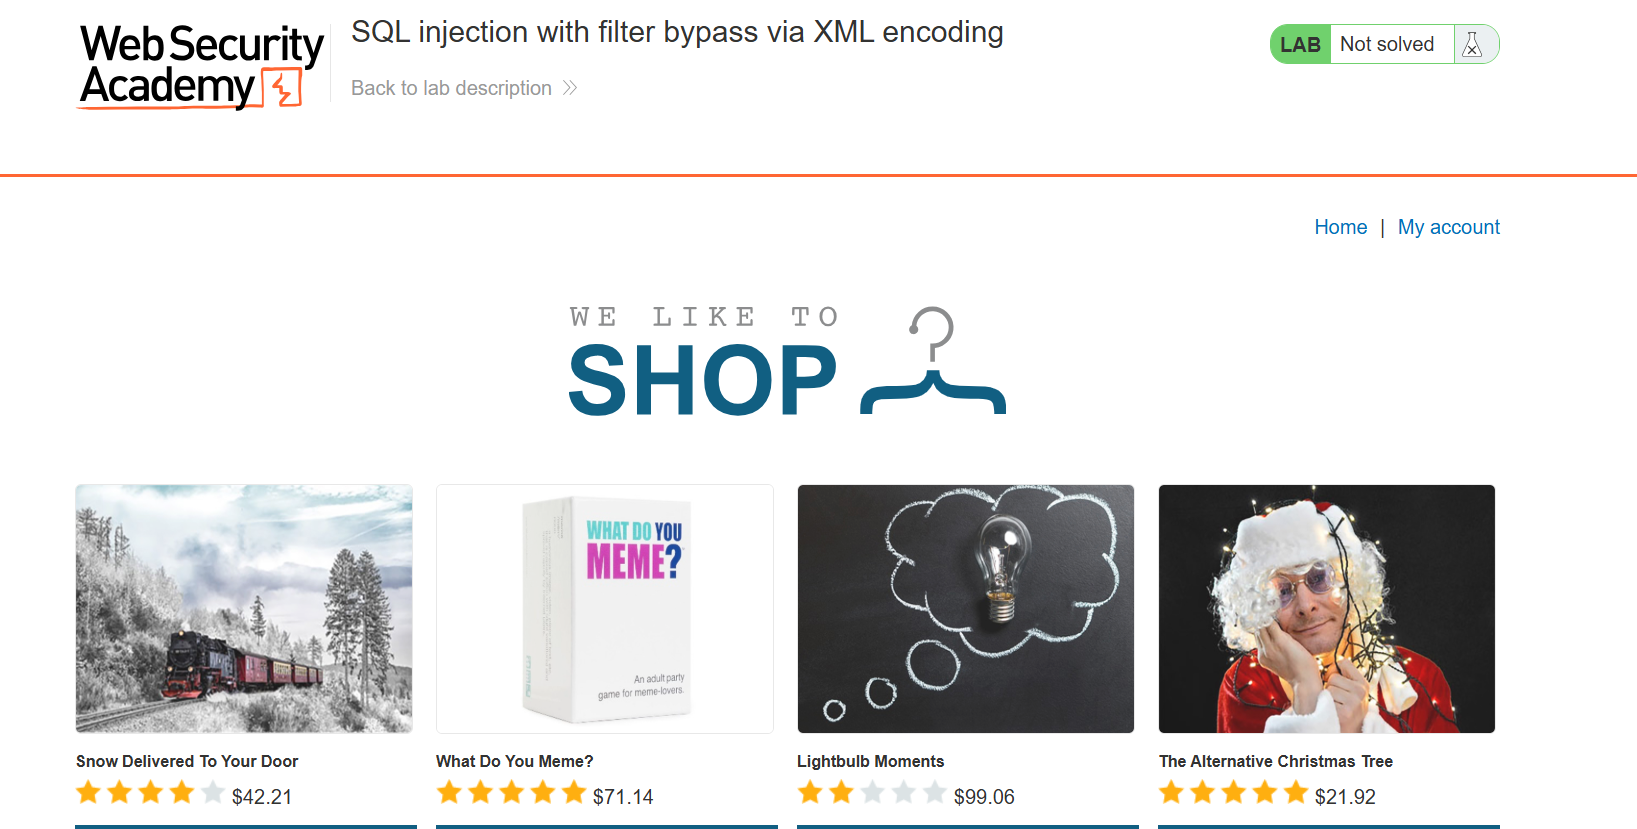 Web Security
Academy
SQL injection with filter bypass via XML encoding
Back to lab description
LAB Not solved
Home | My account
WE LIKE TO
SHOP
WHAT DO YOU
MEME?
An adult party
game for meme-lovers.
Snow Delivered To Your Door
$42.21
What Do You Meme?
$71.14
Lightbulb Moments
$99.06
The Alternative Christmas Tree
$21.92